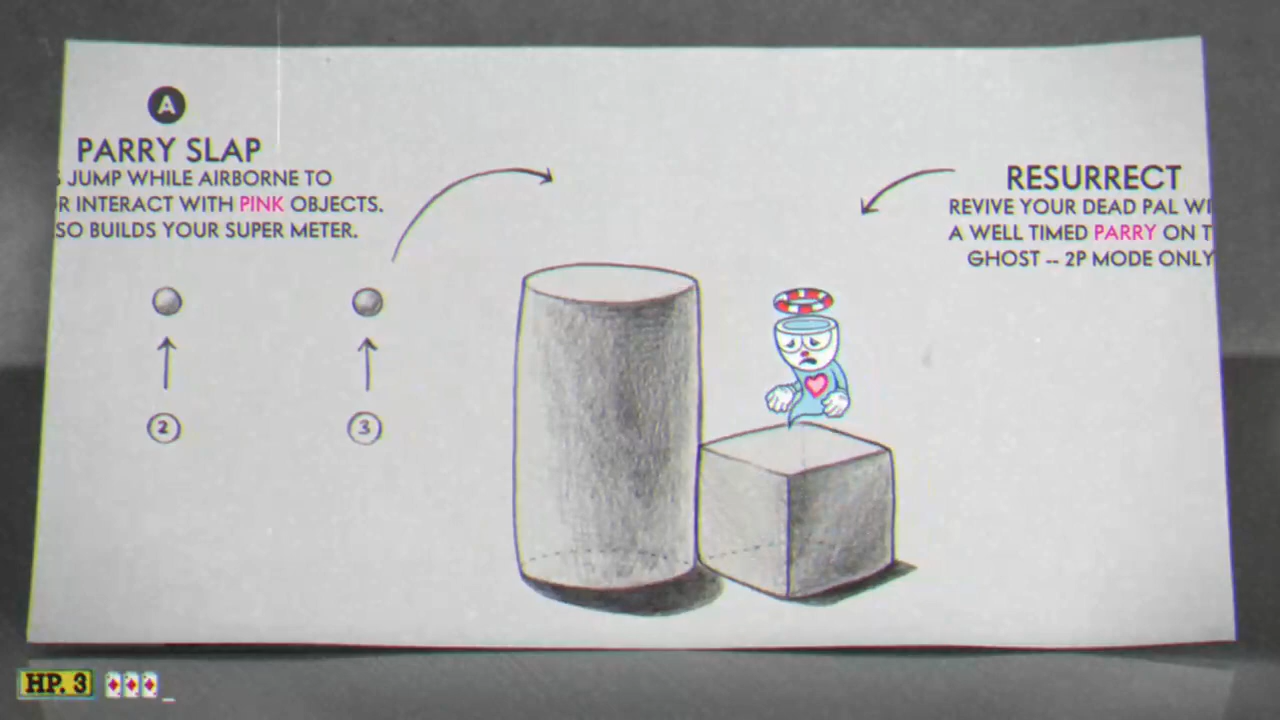 A
PARRY SLAP
JUMP WHILE AIRBORNE TO
INTERACT WITH PINK OBJECTS.
SO BUILDS YOUR SUPER METER.
2
3
RESURRECT
REVIVE YOUR DEAD PAL
A WELL TIMED PARRY ON
GHOST -- 2P MODE ONLY
HP. 3